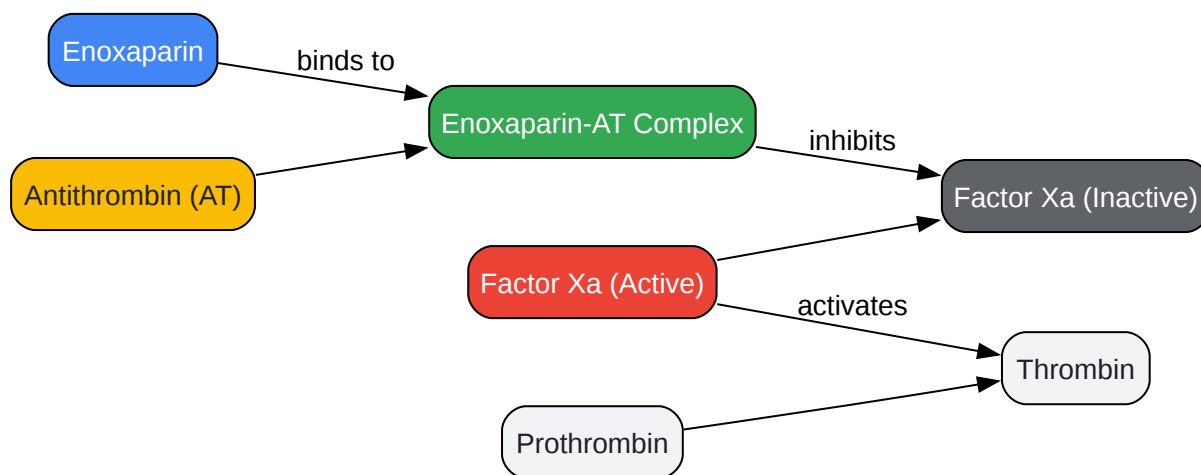 Enoxaparin
binds to
Enoxaparin-AT Complex
inhibits
Antithrombin (AT)
Factor Xa (Inactive)
Factor Xa (Active)
activates
Thrombin
Prothrombin